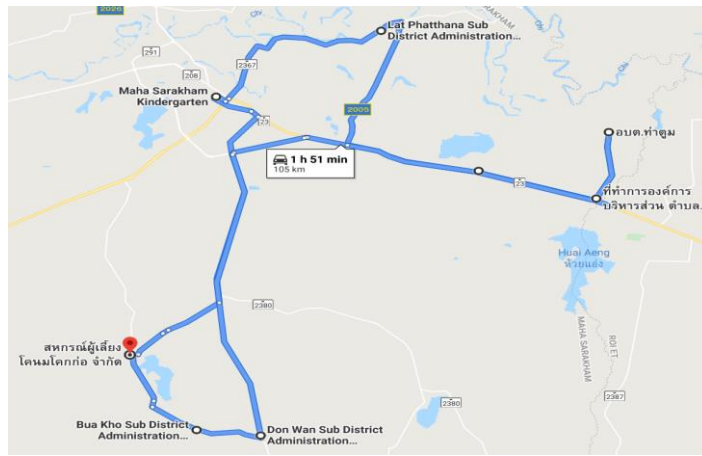 2026
Lat Phatthana Sub
District Administration...
MAHA SARAKHAM
291
2367
208
Maha Sarakham
Kindergarten
23
2005
1 h 51 min
105 km
อบต.ท่าตูม
23
ที่ทำการองค์การ
บริหารส่วน ตำบล.
Huai Aeng
ห้วยแอ่ง
2380
MAHA SARAKHAM
ROI ET
สหกรณ์ผู้เลี้ยง
โคนมโคกก่อ จำกัด
2387
2380
Bua Kho Sub District
Administration...
Don Wan Sub District
Administration...